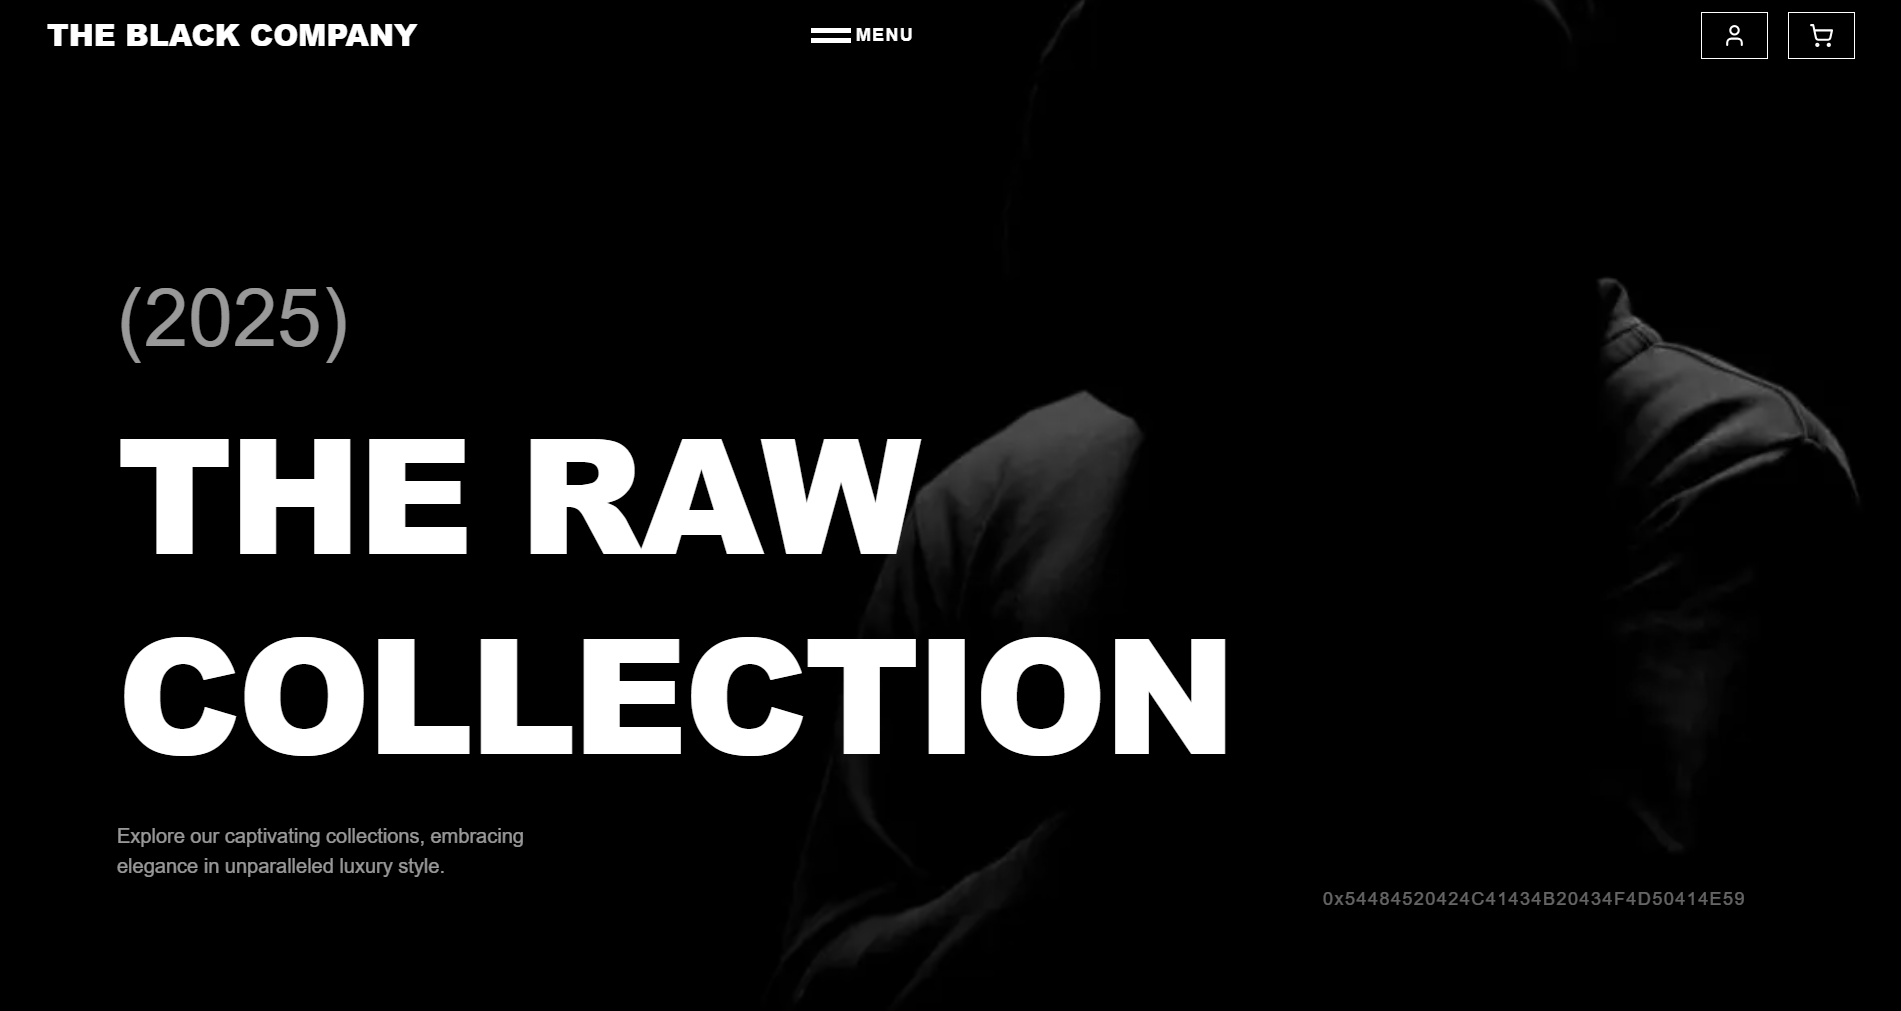 THE BLACK COMPANY
MENU
(2025)
THE RAW
COLLECTION
Explore our captivating collections, embracing
elegance in unparalleled luxury style.
0x54484520424C41434B20434F4D50414E59